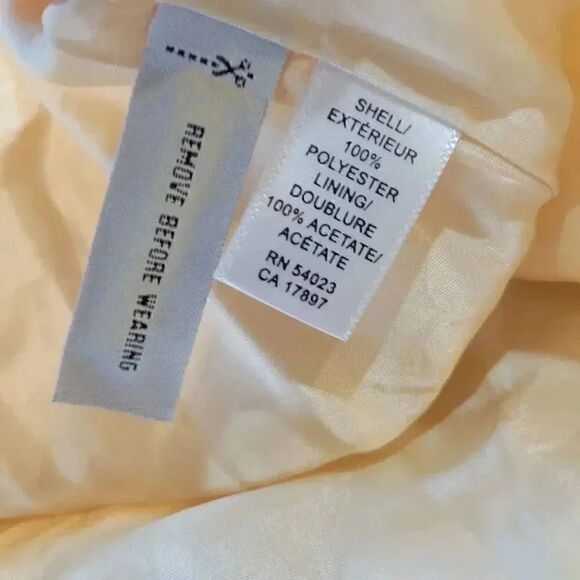 REMOVE BEFORE WEARING
SHELL/
EXTÉRIEUR
100%
POLYESTER
LINING/
DOUBLURE
100% ACETATE/
ACÉTATE
RN 54023
CA 17897